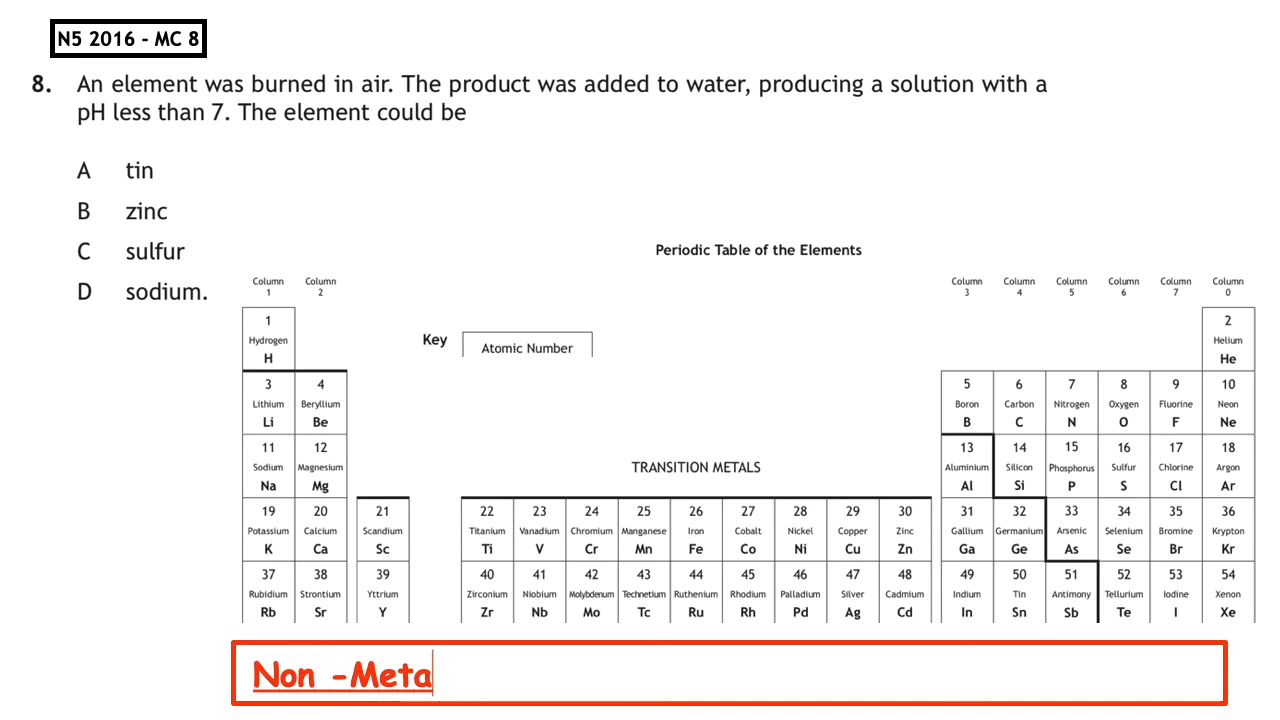 N5 2016 - MC 8
8. An element was burned in air. The product was added to water, producing a solution with a
pH less than 7. The element could be
A tin
B zinc
C sulfur
D sodium.
Periodic Table of the Elements
Column Column Column Column Column Column Column Column
1 2 3 4 5 6 7 0
1 2
Hydrogen Helium
H He
Key Atomic Number
3 4 5 6 7 8 9 10
Lithium Beryllium Boron Carbon Nitrogen Oxygen Fluorine Neon
Li Be B C N O F Ne
11 12 13 14 15 16 17 18
Sodium Magnesium TRANSITION METALS Aluminium Silicon Phosphorus Sulfur Chlorine Argon
Na Mg Al Si P S Cl Ar
19 20 21 22 23 24 25 26 27 28 29 30 31 32 33 34 35 36
Potassium Calcium Scandium Titanium Vanadium Chromium Manganese Iron Cobalt Nickel Copper Zinc Gallium Germanium Arsenic Selenium Bromine Krypton
K Ca Sc Ti V Cr Mn Fe Co Ni Cu Zn Ga Ge As Se Br Kr
37 38 39 40 41 42 43 44 45 46 47 48 49 50 51 52 53 54
Rubidium Strontium Yttrium Zirconium Niobium Molybdenum Technetium Ruthenium Rhodium Palladium Silver Cadmium Indium Tin Antimony Tellurium Iodine Xenon
Rb Sr Y Zr Nb Mo Tc Ru Rh Pd Ag Cd In Sn Sb Te I Xe
Non -Meta